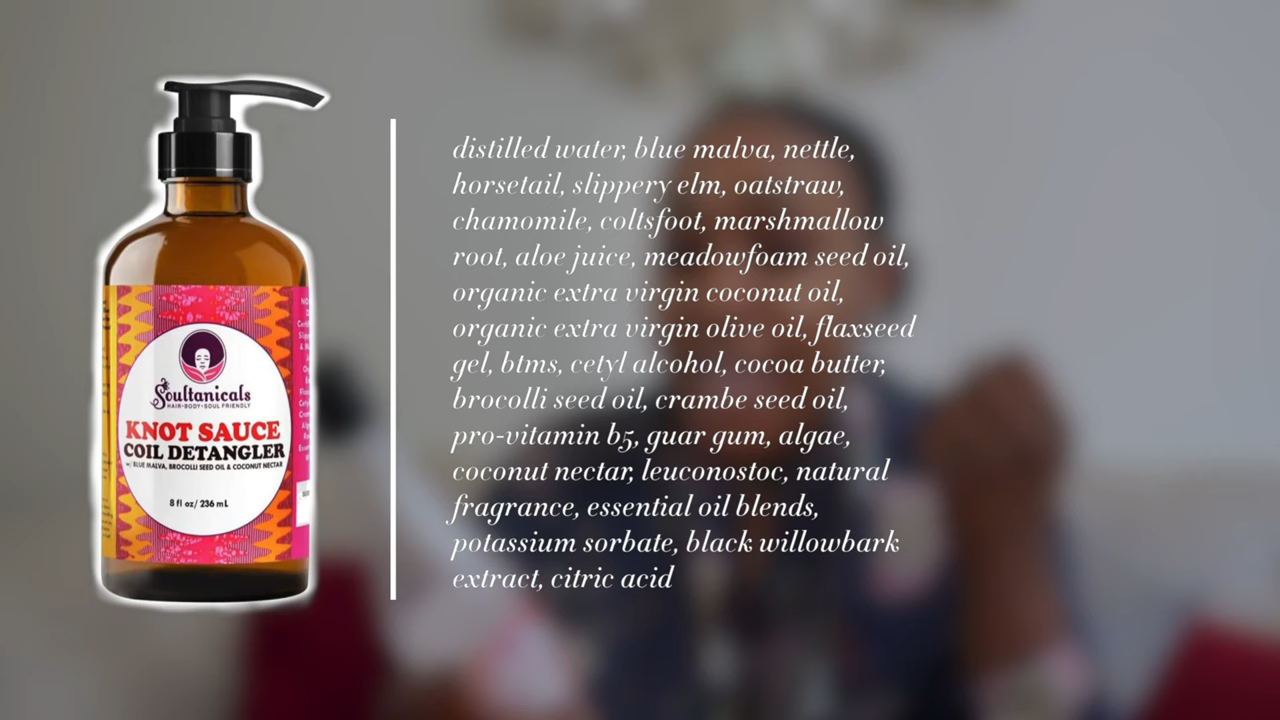 Soultanicals
HAIR•BODY•SOUL FRIENDLY
KNOT SAUCE
COIL DETANGLER
w/ BLUE MALVA, BROCOLLI SEED OIL & COCONUT NECTAR
8 fl oz/ 236 mL
distilled water, blue malva, nettle,
horsetail, slippery elm, oatstraw,
chamomile, coltsfoot, marshmallow
root, aloe juice, meadowfoam seed oil,
organic extra virgin coconut oil,
organic extra virgin olive oil, flaxseed
gel, btms, cetyl alcohol, cocoa butter,
brocolli seed oil, crambe seed oil,
pro-vitamin b5, guar gum, algae,
coconut nectar, leuconostoc, natural
fragrance, essential oil blends,
potassium sorbate, black willowbark
extract, citric acid